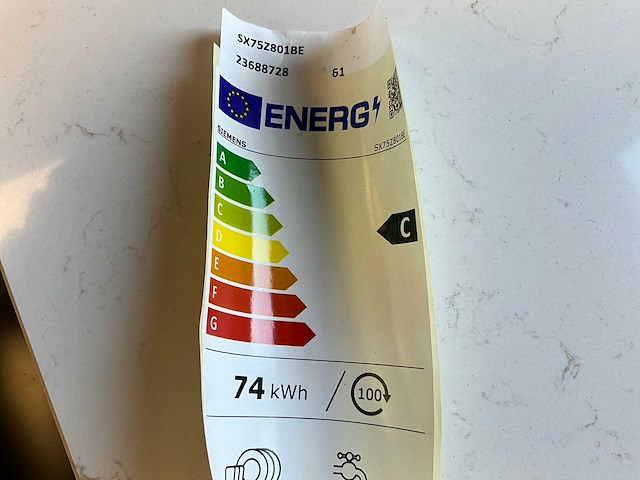 SX75Z801BE
23688728 61
ENERG
SIEMENS SX75Z801BE
A
B
C
C
D
E
F
G
74 kWh / 100